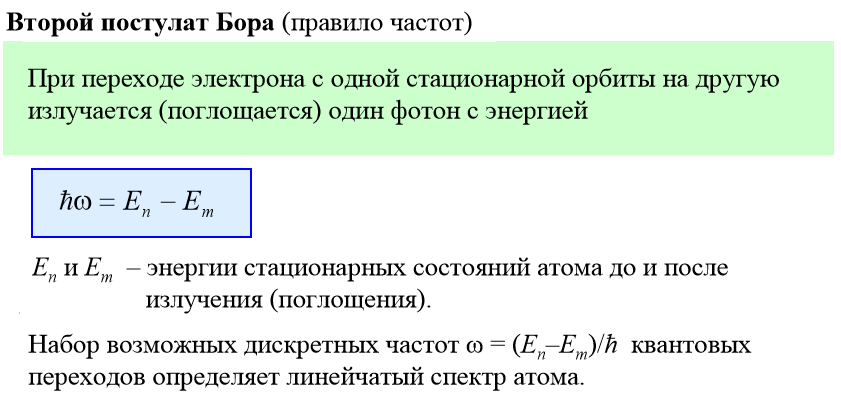 Второй постулат Бора (правило частот)
При переходе электрона с одной стационарной орбиты на другую
излучается (поглощается) один фотон с энергией
ħω = Eₙ – Eₘ
Eₙ и Eₘ – энергии стационарных состояний атома до и после
излучения (поглощения).
Набор возможных дискретных частот ω = (Eₙ–Eₘ)/ħ квантовых
переходов определяет линейчатый спектр атома.